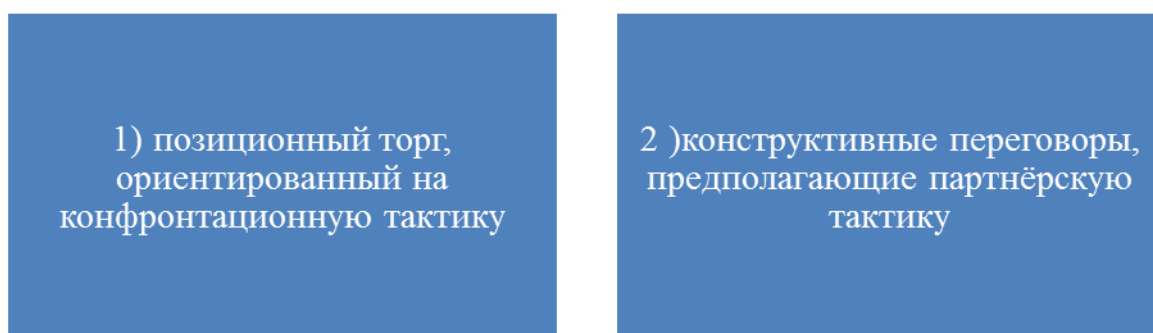 1) позиционный торг,
ориентированный на
конфронтационную тактику
2 )конструктивные переговоры,
предполагающие партнёрскую
тактику